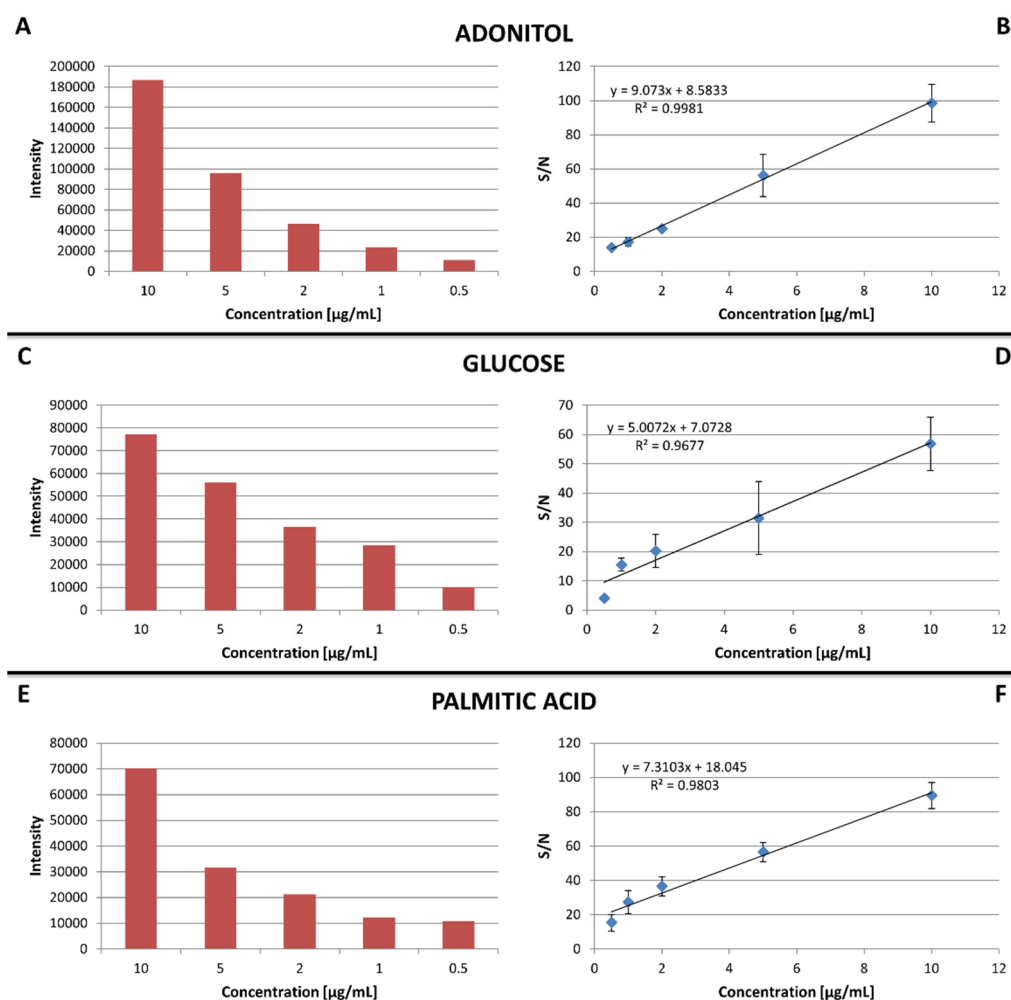 A
ADONITOL
B
200000
180000
160000
140000
120000
100000
80000
60000
40000
20000
0
Intensity
10 5 2 1 0.5
Concentration [µg/mL]
120
100
80
60
40
20
0
S/N
y = 9.073x + 8.5833
R² = 0.9981
0 2 4 6 8 10 12
Concentration [µg/mL]
C
GLUCOSE
D
90000
80000
70000
60000
50000
40000
30000
20000
10000
0
Intensity
10 5 2 1 0.5
Concentration [µg/mL]
70
60
50
40
30
20
10
0
S/N
y = 5.0072x + 7.0728
R² = 0.9677
0 2 4 6 8 10 12
Concentration [µg/mL]
E
PALMITIC ACID
F
80000
70000
60000
50000
40000
30000
20000
10000
0
Intensity
10 5 2 1 0.5
Concentration [µg/mL]
120
100
80
60
40
20
0
S/N
y = 7.3103x + 18.045
R² = 0.9803
0 2 4 6 8 10 12
Concentration [µg/mL]